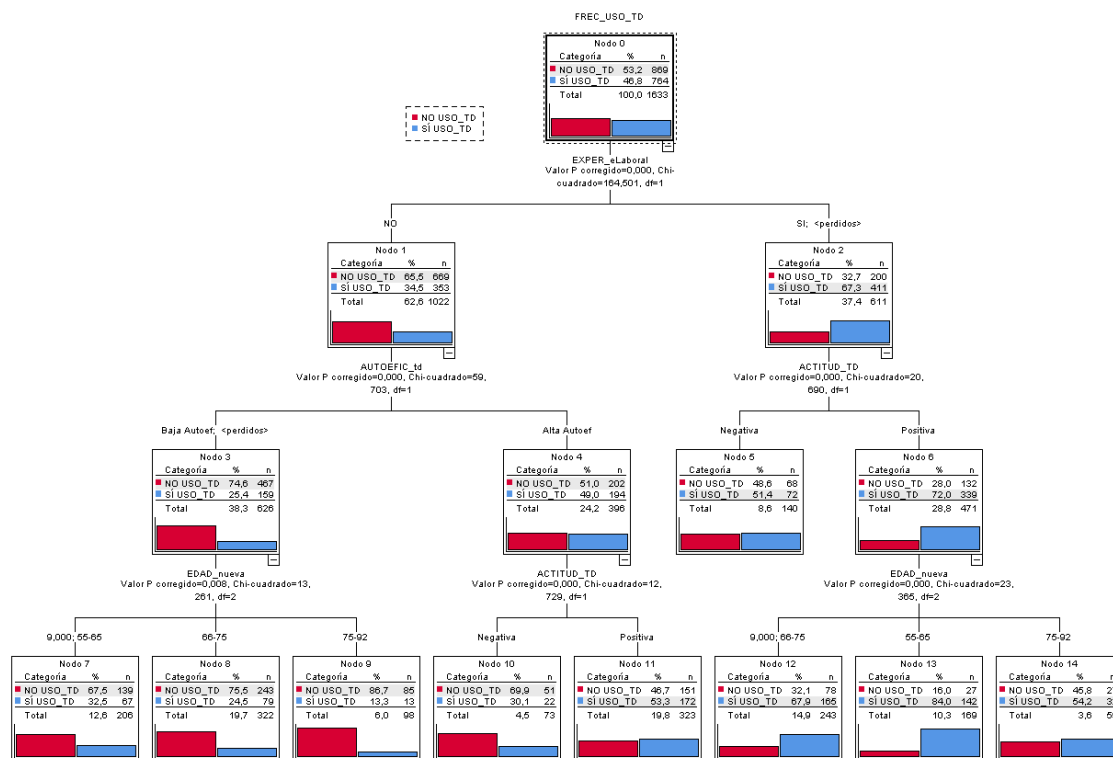 FREC_USO_TD
Nodo 0
Categoría % n
NO USO_TD 53,2 869
SÍ USO_TD 46,8 764
Total 100,0 1633
NO USO_TD
SÍ USO_TD
EXPER_eLaboral
Valor P corregido=0,000, Chi-
cuadrado=164,501, df=1
NO
SI; <perdidos>
Nodo 1
Categoría % n
NO USO_TD 65,5 669
SÍ USO_TD 34,5 353
Total 62,6 1022
Nodo 2
Categoría % n
NO USO_TD 32,7 200
SÍ USO_TD 67,3 411
Total 37,4 611
AUTOEFIC_td
Valor P corregido=0,000, Chi-cuadrado=59,
703, df=1
ACTITUD_TD
Valor P corregido=0,000, Chi-cuadrado=20,
690, df=1
Baja Autoef; <perdidos>
Alta Autoef
Negativa
Positiva
Nodo 3
Categoría % n
NO USO_TD 74,6 467
SÍ USO_TD 25,4 159
Total 38,3 626
Nodo 4
Categoría % n
NO USO_TD 51,0 202
SÍ USO_TD 49,0 194
Total 24,2 396
Nodo 5
Categoría % n
NO USO_TD 48,6 68
SÍ USO_TD 51,4 72
Total 8,6 140
Nodo 6
Categoría % n
NO USO_TD 28,0 132
SÍ USO_TD 72,0 339
Total 28,8 471
EDAD_nueva
Valor P corregido=0,008, Chi-cuadrado=13,
261, df=2
ACTITUD_TD
Valor P corregido=0,000, Chi-cuadrado=12,
729, df=1
EDAD_nueva
Valor P corregido=0,000, Chi-cuadrado=23,
365, df=2
9,000; 55-65
66-75
75-92
Negativa
Positiva
9,000; 66-75
55-65
75-92
Nodo 7
Categoría % n
NO USO_TD 67,5 139
SÍ USO_TD 32,5 67
Total 12,6 206
Nodo 8
Categoría % n
NO USO_TD 75,5 243
SÍ USO_TD 24,5 79
Total 19,7 322
Nodo 9
Categoría % n
NO USO_TD 86,7 85
SÍ USO_TD 13,3 13
Total 6,0 98
Nodo 10
Categoría % n
NO USO_TD 69,9 51
SÍ USO_TD 30,1 22
Total 4,5 73
Nodo 11
Categoría % n
NO USO_TD 46,7 151
SÍ USO_TD 53,3 172
Total 19,8 323
Nodo 12
Categoría % n
NO USO_TD 32,1 78
SÍ USO_TD 67,9 165
Total 14,9 243
Nodo 13
Categoría % n
NO USO_TD 16,0 27
SÍ USO_TD 84,0 142
Total 10,3 169
Nodo 14
Categoría %
NO USO_TD 45,8
SÍ USO_TD 54,2
Total 3,6